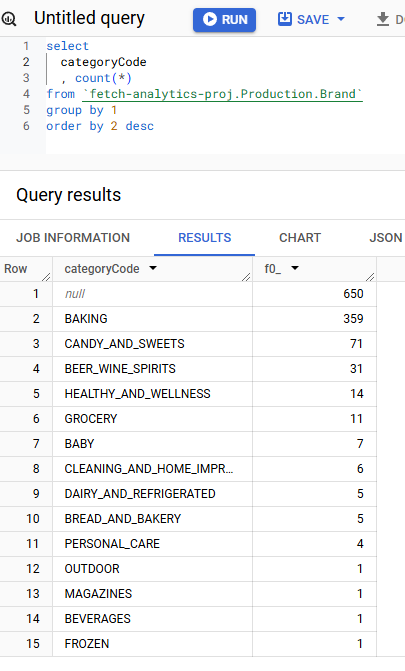 Untitled query RUN SAVE D
1 select
2 categoryCode
3 , count(*)
4 from `fetch-analytics-proj.Production.Brand`
5 group by 1
6 order by 2 desc
Query results
JOB INFORMATION RESULTS CHART JSON
Row categoryCode f0_
1 null 650
2 BAKING 359
3 CANDY_AND_SWEETS 71
4 BEER_WINE_SPIRITS 31
5 HEALTHY_AND_WELLNESS 14
6 GROCERY 11
7 BABY 7
8 CLEANING_AND_HOME_IMPR... 6
9 DAIRY_AND_REFRIGERATED 5
10 BREAD_AND_BAKERY 5
11 PERSONAL_CARE 4
12 OUTDOOR 1
13 MAGAZINES 1
14 BEVERAGES 1
15 FROZEN 1